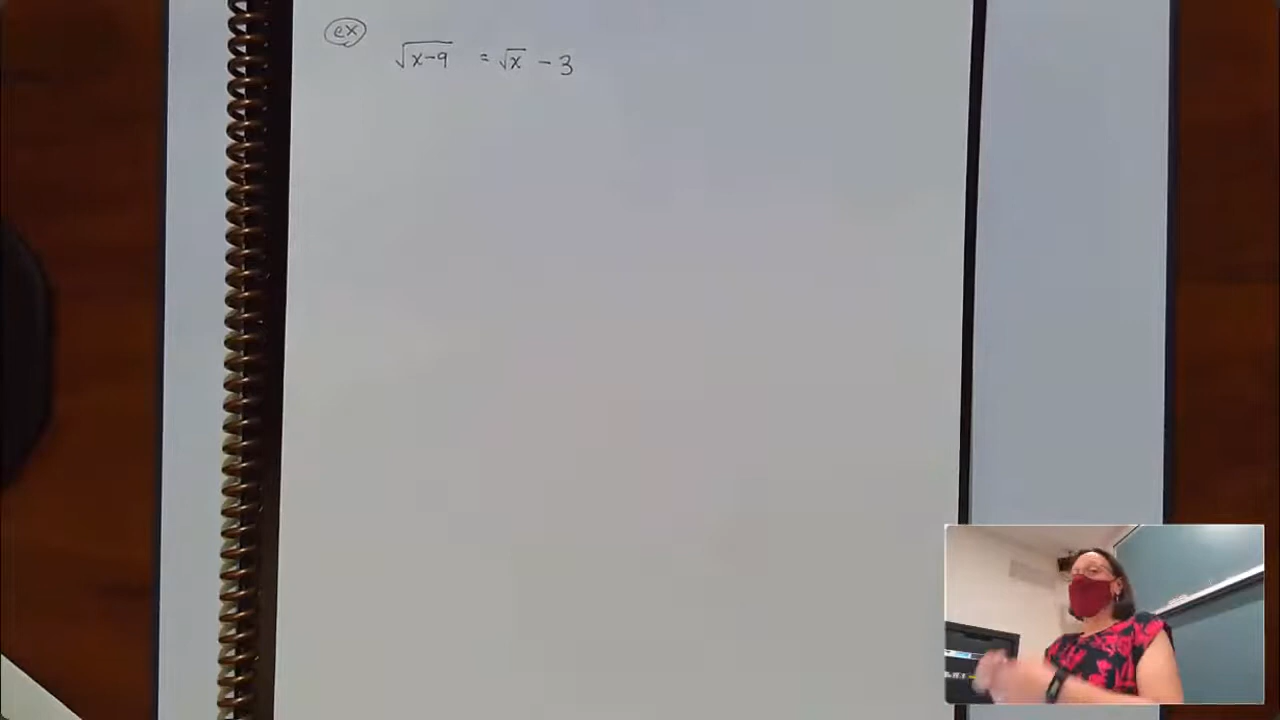 ex
√x-9 = √x - 3